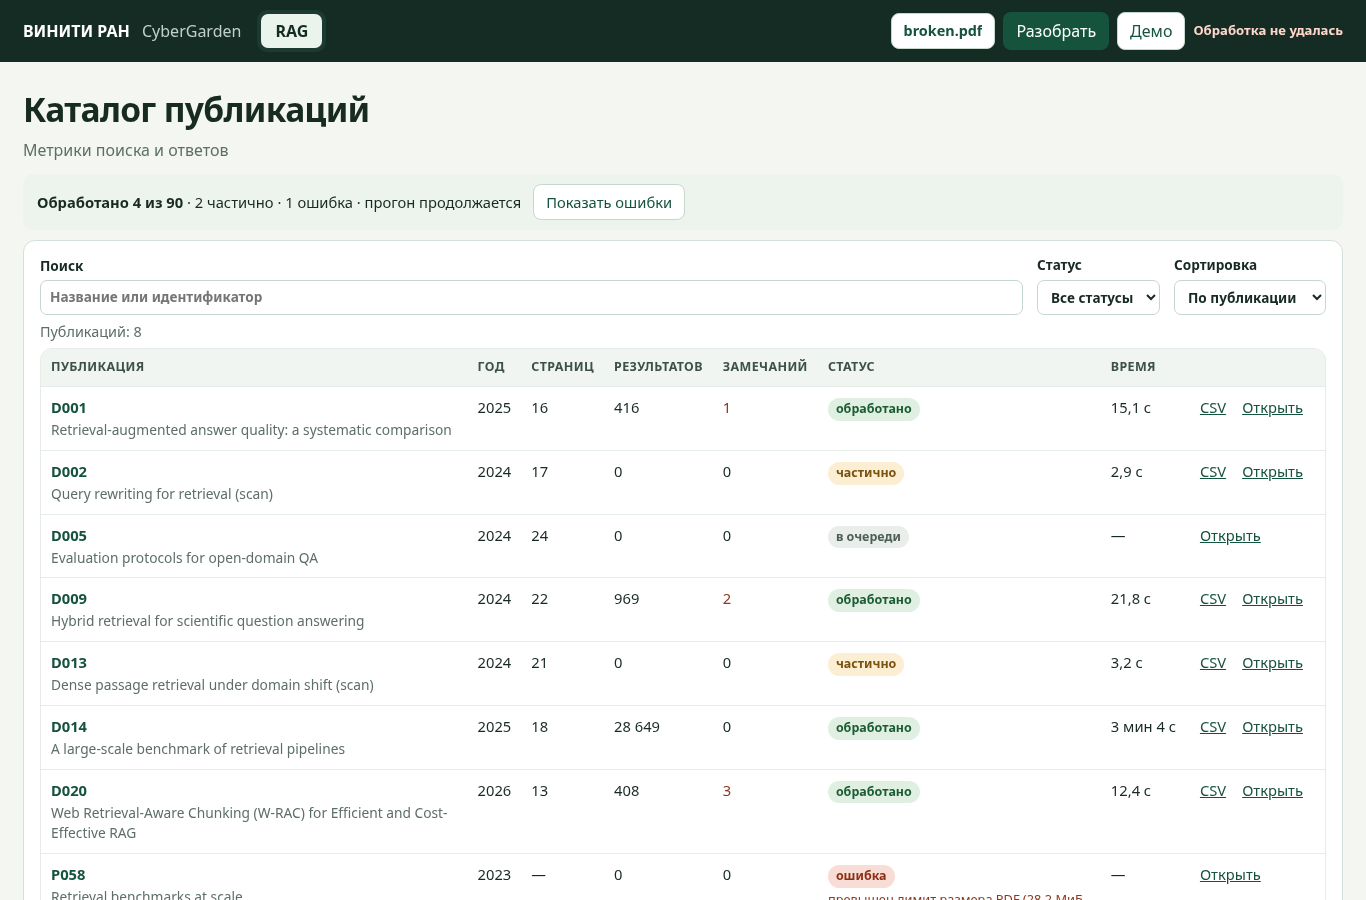 ВИНИТИ РАН CyberGarden RAG broken.pdf Разобрать Демо Обработка не удалась
Каталог публикаций
Метрики поиска и ответов
Обработано 4 из 90 · 2 частично · 1 ошибка · прогон продолжается Показать ошибки
Поиск Статус Сортировка
Название или идентификатор Все статусы По публикации
Публикаций: 8
ПУБЛИКАЦИЯ ГОД СТРАНИЦ РЕЗУЛЬТАТОВ ЗАМЕЧАНИЙ СТАТУС ВРЕМЯ
D001 2025 16 416 1 обработано 15,1 с CSV Открыть
Retrieval-augmented answer quality: a systematic comparison
D002 2024 17 0 0 частично 2,9 с CSV Открыть
Query rewriting for retrieval (scan)
D005 2024 24 0 0 в очереди — Открыть
Evaluation protocols for open-domain QA
D009 2024 22 969 2 обработано 21,8 с CSV Открыть
Hybrid retrieval for scientific question answering
D013 2024 21 0 0 частично 3,2 с CSV Открыть
Dense passage retrieval under domain shift (scan)
D014 2025 18 28 649 0 обработано 3 мин 4 с CSV Открыть
A large-scale benchmark of retrieval pipelines
D020 2026 13 408 3 обработано 12,4 с CSV Открыть
Web Retrieval-Aware Chunking (W-RAC) for Efficient and Cost-
Effective RAG
P058 2023 — 0 0 ошибка — Открыть
Retrieval benchmarks at scale превышен лимит размера PDF (28,2 МиБ